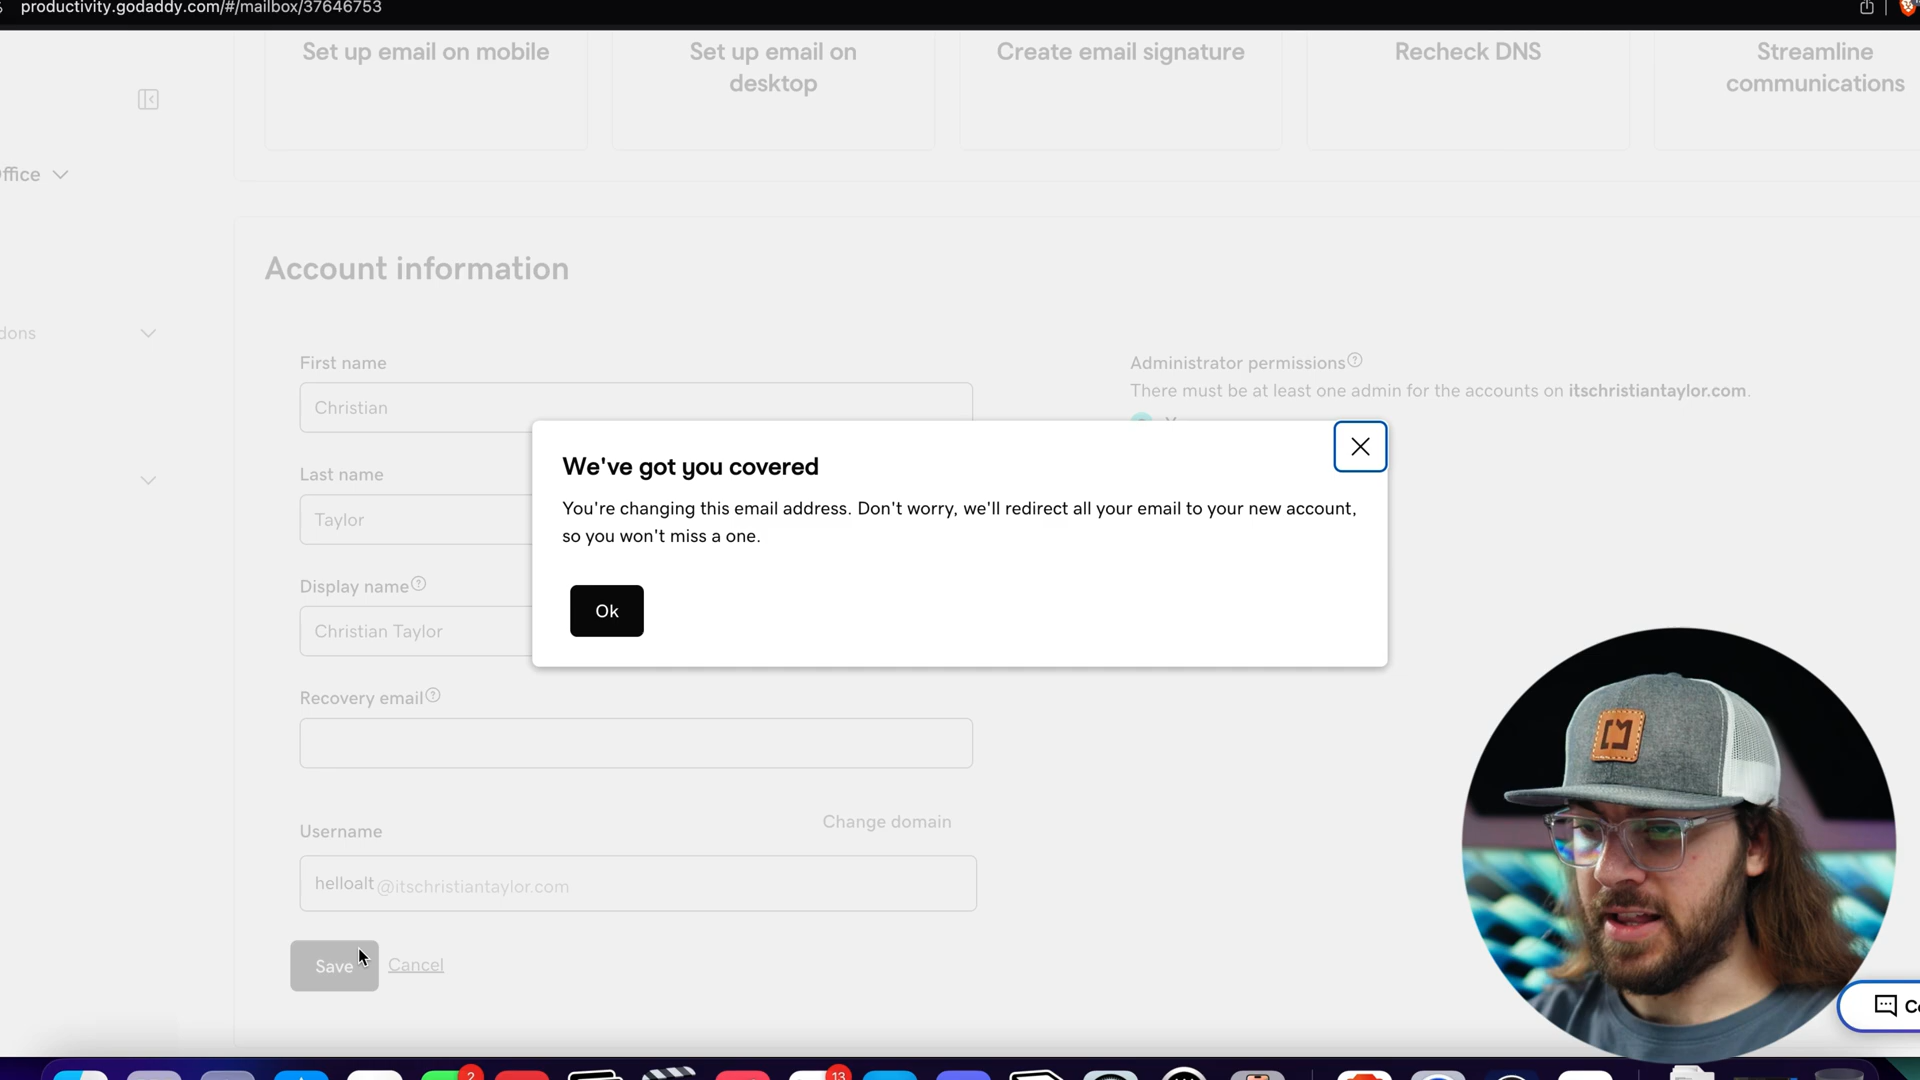 productivity.godaddy.com/#/mailbox/37646753
Set up email on mobile
Set up email on
desktop
Create email signature
Recheck DNS
Streamline
communications
Account information
First name
Christian
Administrator permissions
There must be at least one admin for the accounts on itschristiantaylor.com.
Last name
Taylor
We've got you covered
You're changing this email address. Don't worry, we'll redirect all your email to your new account,
so you won't miss a one.
Ok
Display name
Christian Taylor
Recovery email
Username
Change domain
helloalt @itschristiantaylor.com
Save
Cancel
2
13